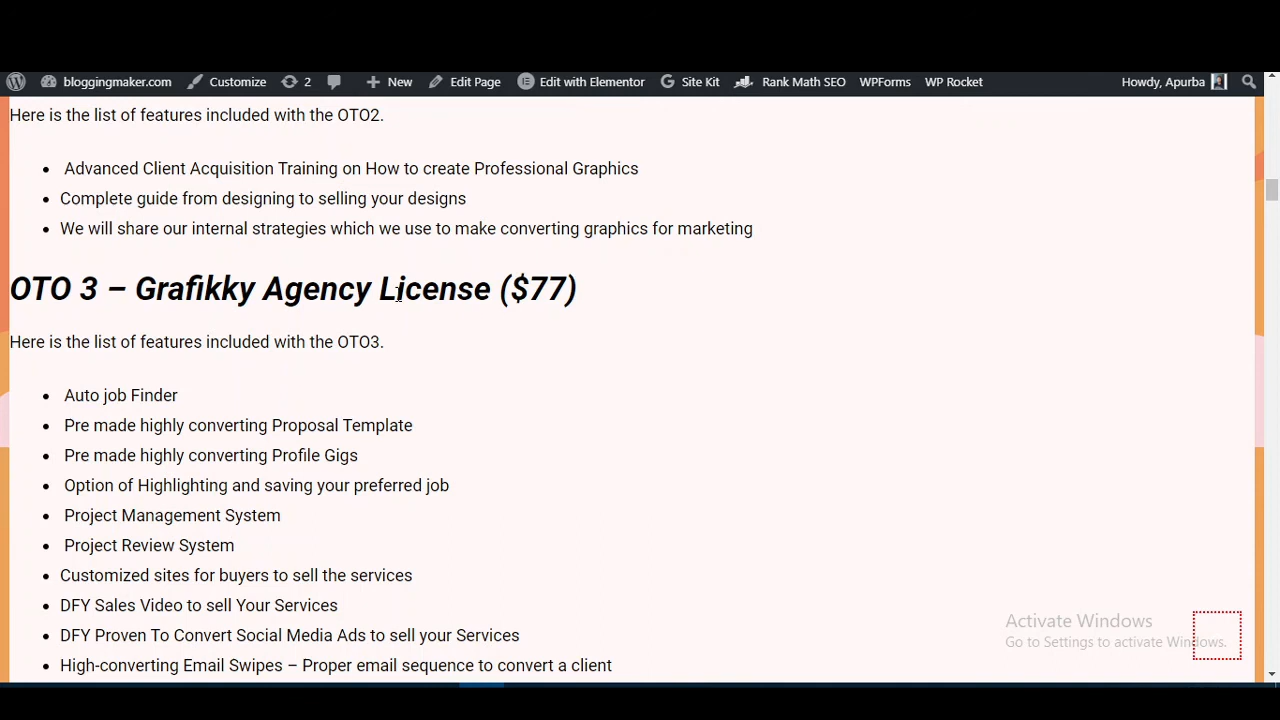 bloggingmaker.com Customize 2 New Edit Page Edit with Elementor Site Kit Rank Math SEO WPForms WP Rocket Howdy, Apurba
Here is the list of features included with the OTO2.
Advanced Client Acquisition Training on How to create Professional Graphics
Complete guide from designing to selling your designs
We will share our internal strategies which we use to make converting graphics for marketing
OTO 3 – Grafikky Agency License ($77)
Here is the list of features included with the OTO3.
Auto job Finder
Pre made highly converting Proposal Template
Pre made highly converting Profile Gigs
Option of Highlighting and saving your preferred job
Project Management System
Project Review System
Customized sites for buyers to sell the services
DFY Sales Video to sell Your Services
DFY Proven To Convert Social Media Ads to sell your Services
High-converting Email Swipes – Proper email sequence to convert a client
Activate Windows
Go to Settings to activate Windows.